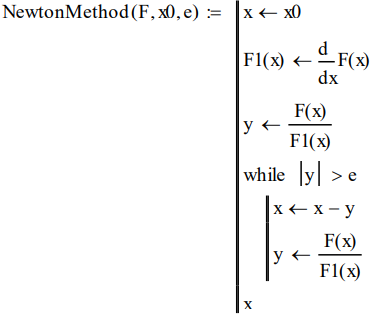 NewtonMethod(F, x0, e) := x ← x0
F1(x) ← d/dx F(x)
y ← F(x)/F1(x)
while |y| > e
x ← x − y
y ← F(x)/F1(x)
x